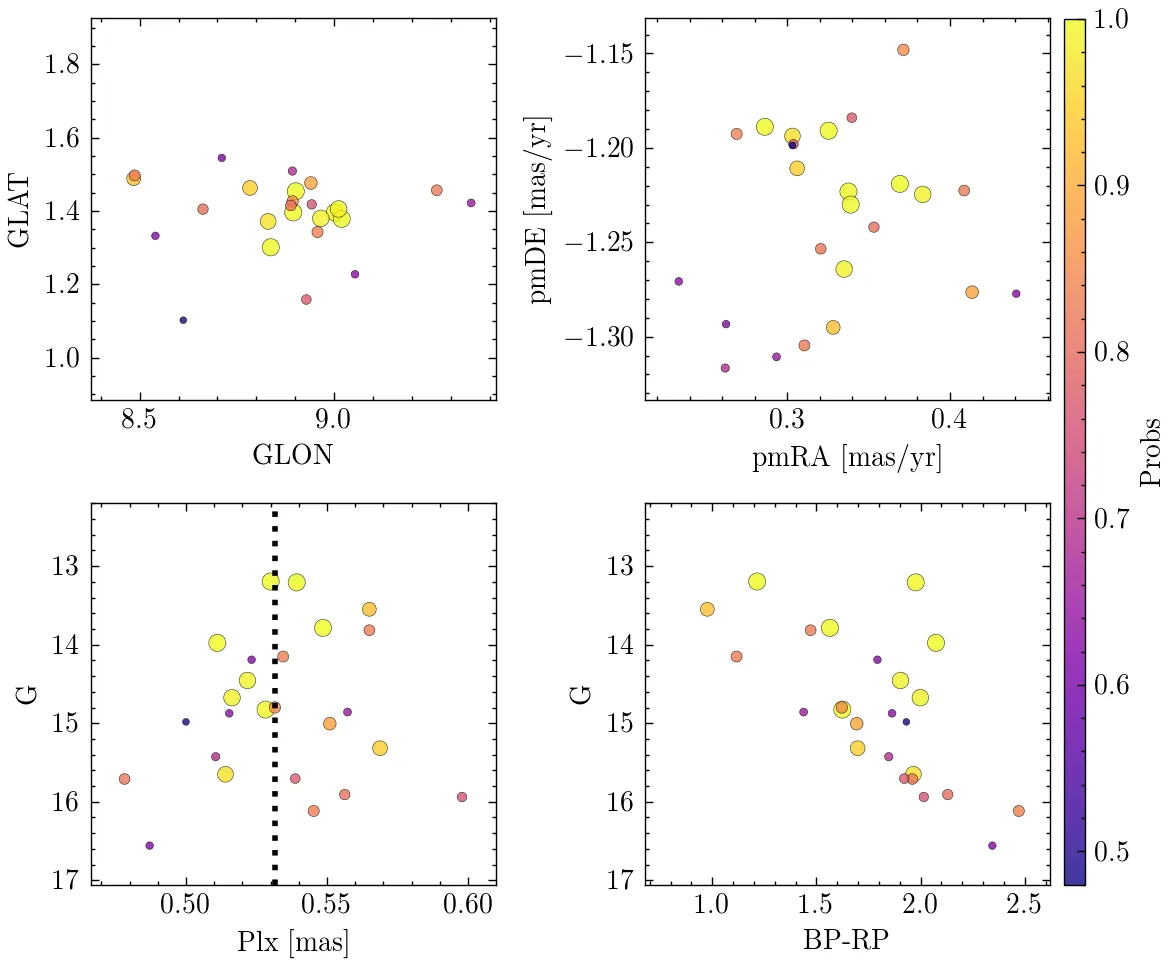 1.8
1.6
1.4
1.2
1.0
GLAT
8.5 9.0
GLON
−1.15
−1.20
−1.25
−1.30
pmDE [mas/yr]
0.3 0.4
pmRA [mas/yr]
13
14
15
16
17
G
0.50 0.55 0.60
Plx [mas]
13
14
15
16
17
G
1.0 1.5 2.0 2.5
BP-RP
1.0
0.9
0.8
0.7
0.6
0.5
Probs